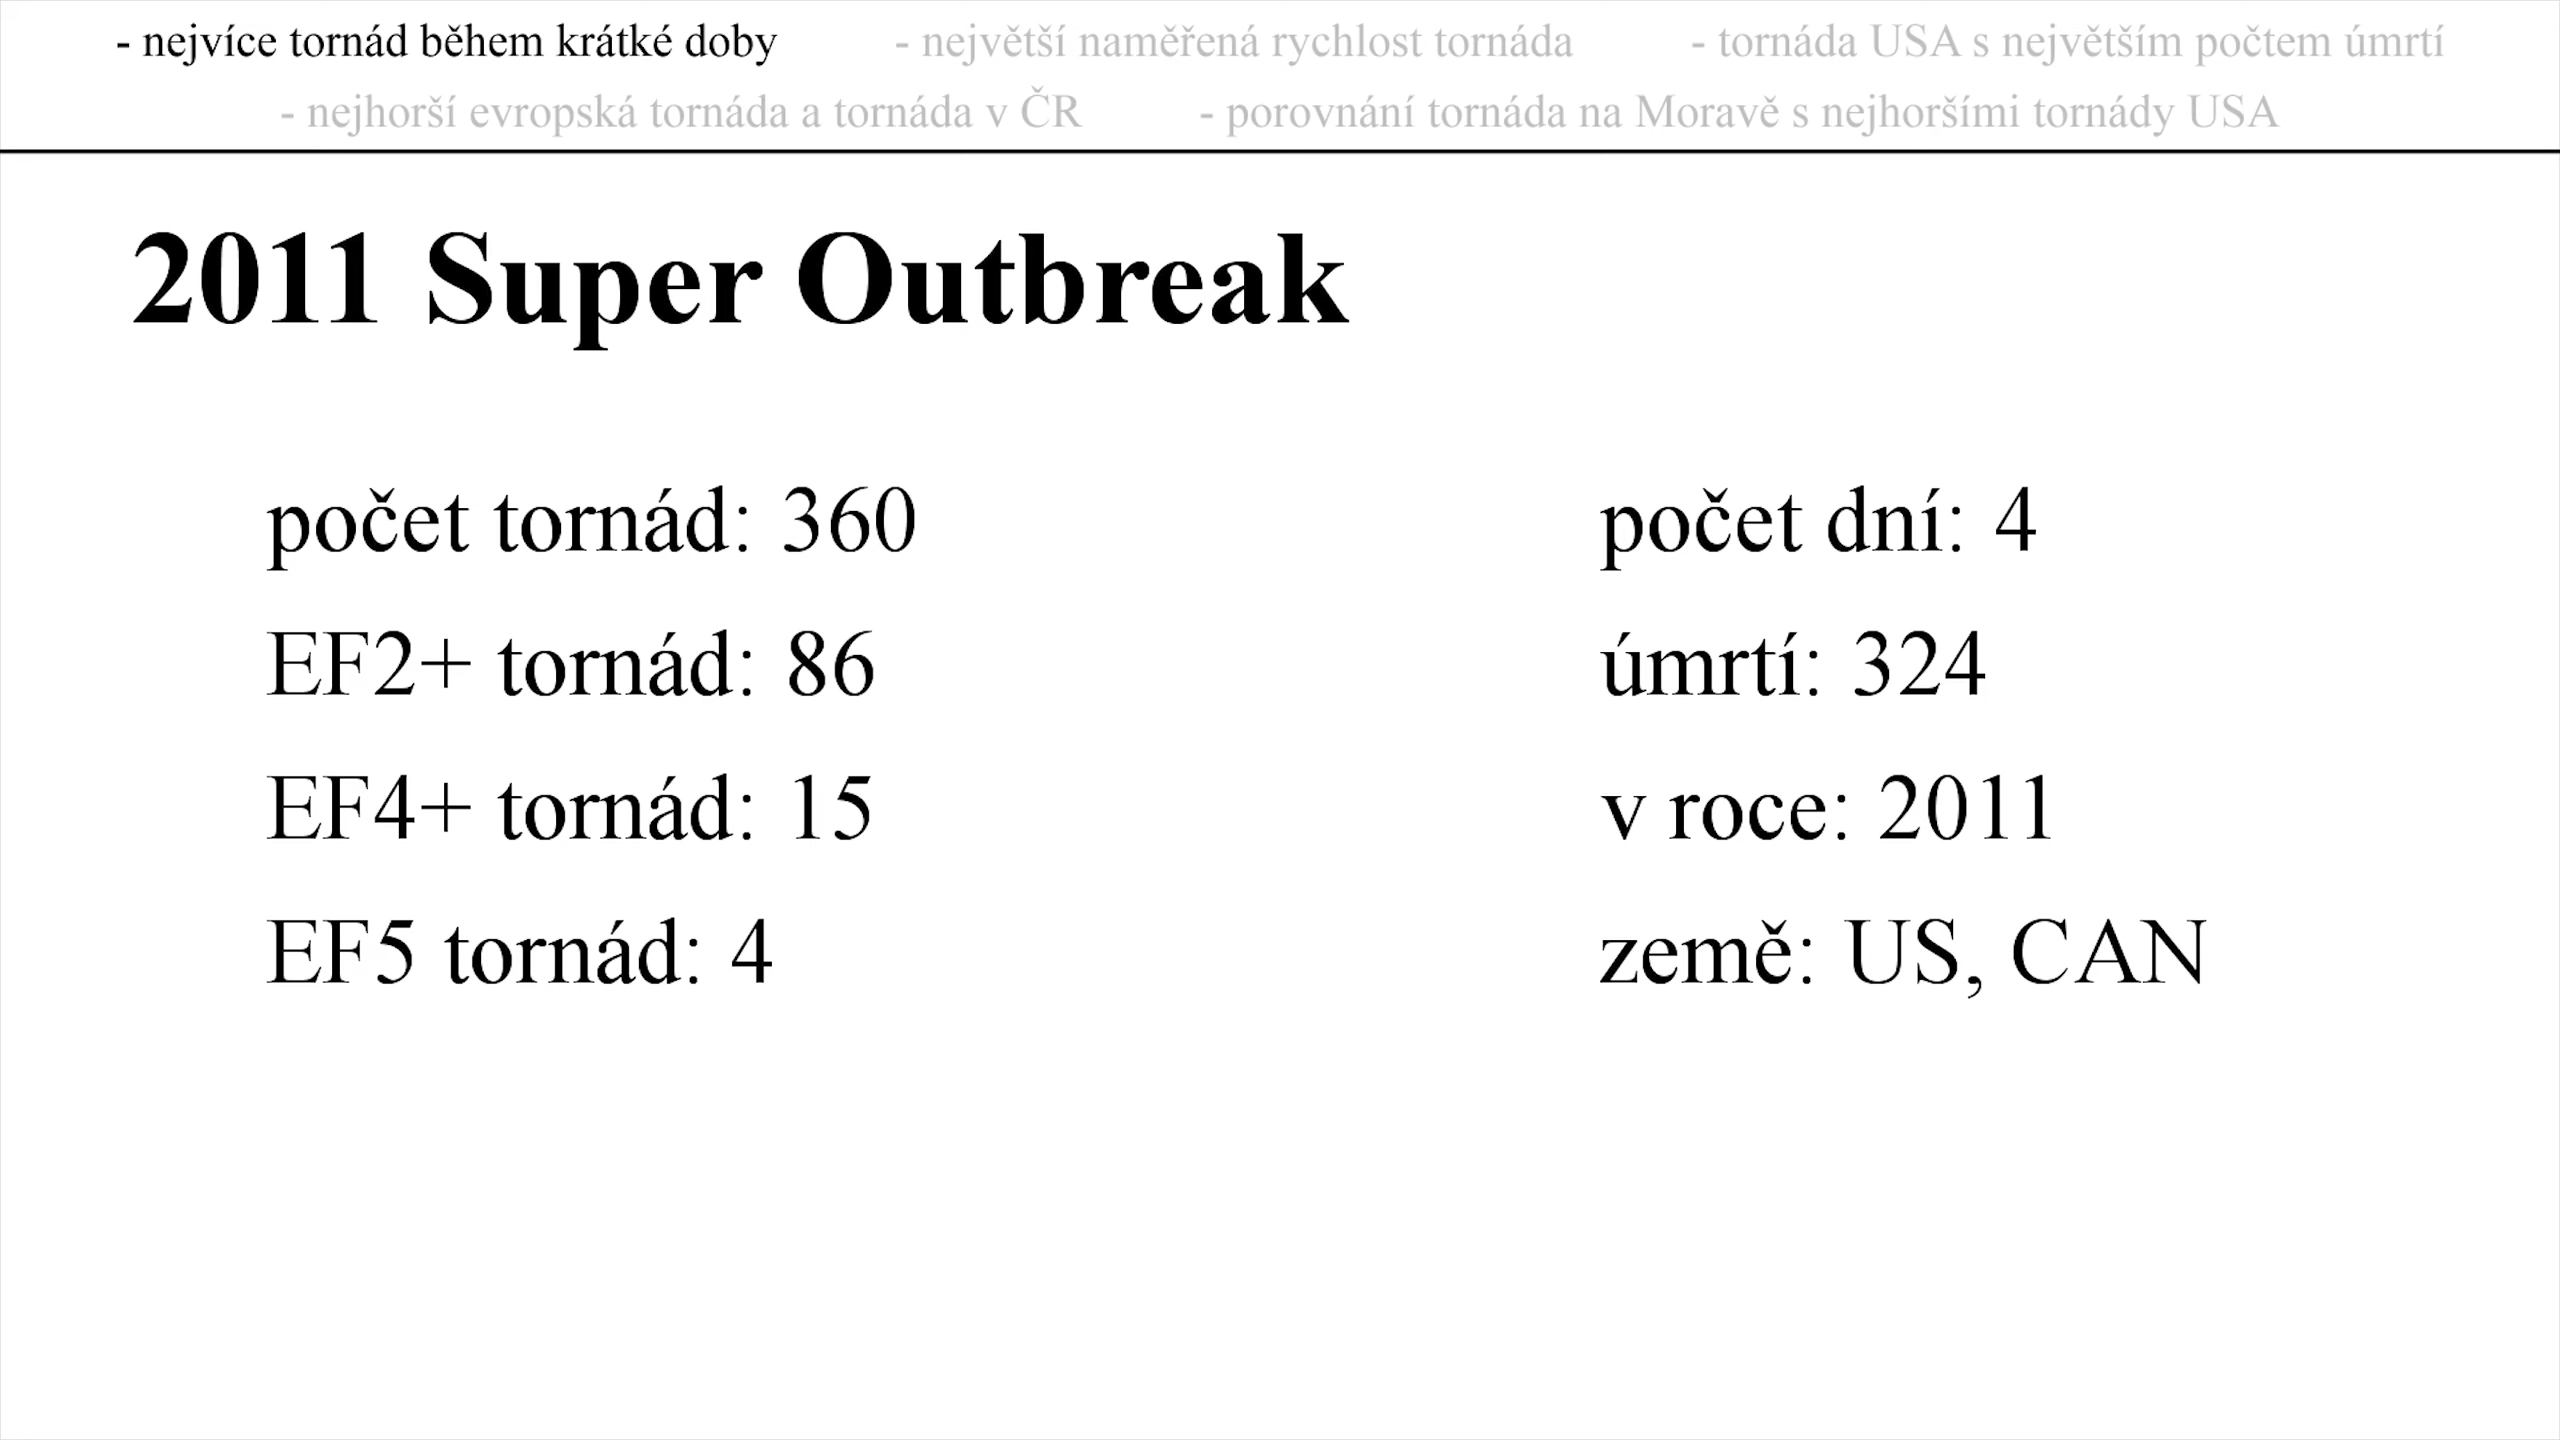 - nejvíce tornád během krátké doby - největší naměřená rychlost tornáda - tornáda USA s největším počtem úmrtí
- nejhorší evropská tornáda a tornáda v ČR - porovnání tornáda na Moravě s nejhoršími tornády USA
2011 Super Outbreak
počet tornád: 360
EF2+ tornád: 86
EF4+ tornád: 15
EF5 tornád: 4
počet dní: 4
úmrtí: 324
v roce: 2011
země: US, CAN